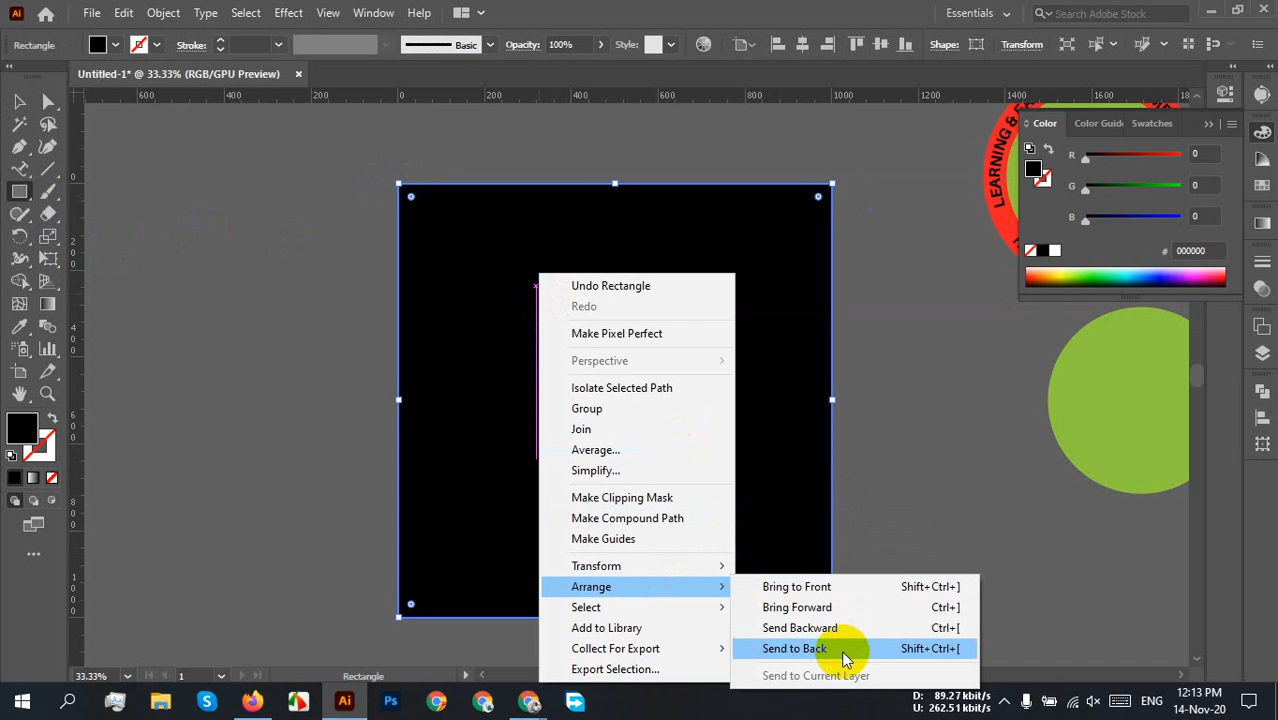 Ai File Edit Object Type Select Effect View Window Help Essentials Search Adobe Stock
Rectangle Stroke: Basic Opacity: 100% Style: Shape: Transform
Untitled-1* @ 33.33% (RGB/GPU Preview)
600 400 200 0 200 400 600 800 1000 1200 1400 1600
LEARNING &
Color Color Guide Swatches
R 0
G 0
B 0
# 000000
Undo Rectangle
Redo
Make Pixel Perfect
Perspective
Isolate Selected Path
Group
Join
Average...
Simplify...
Make Clipping Mask
Make Compound Path
Make Guides
Transform
Arrange
Select
Add to Library
Collect For Export
Export Selection...
Bring to Front Shift+Ctrl+]
Bring Forward Ctrl+]
Send Backward Ctrl+[
Send to Back Shift+Ctrl+[
Send to Current Layer
33.33% 1 Rectangle
Ai Ps
D: 89.27 kbit/s
U: 262.51 kbit/s
ENG
12:13 PM
14-Nov-20